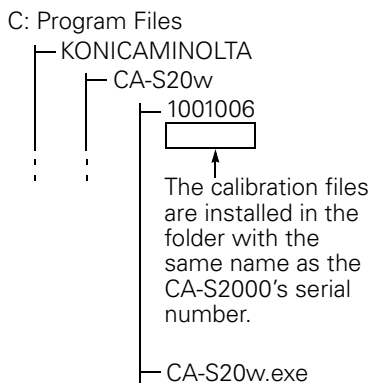 C: Program Files
KONICAMINOLTA
CA-S20w
1001006
The calibration files
are installed in the
folder with the
same name as the
CA-S2000's serial
number.
CA-S20w.exe